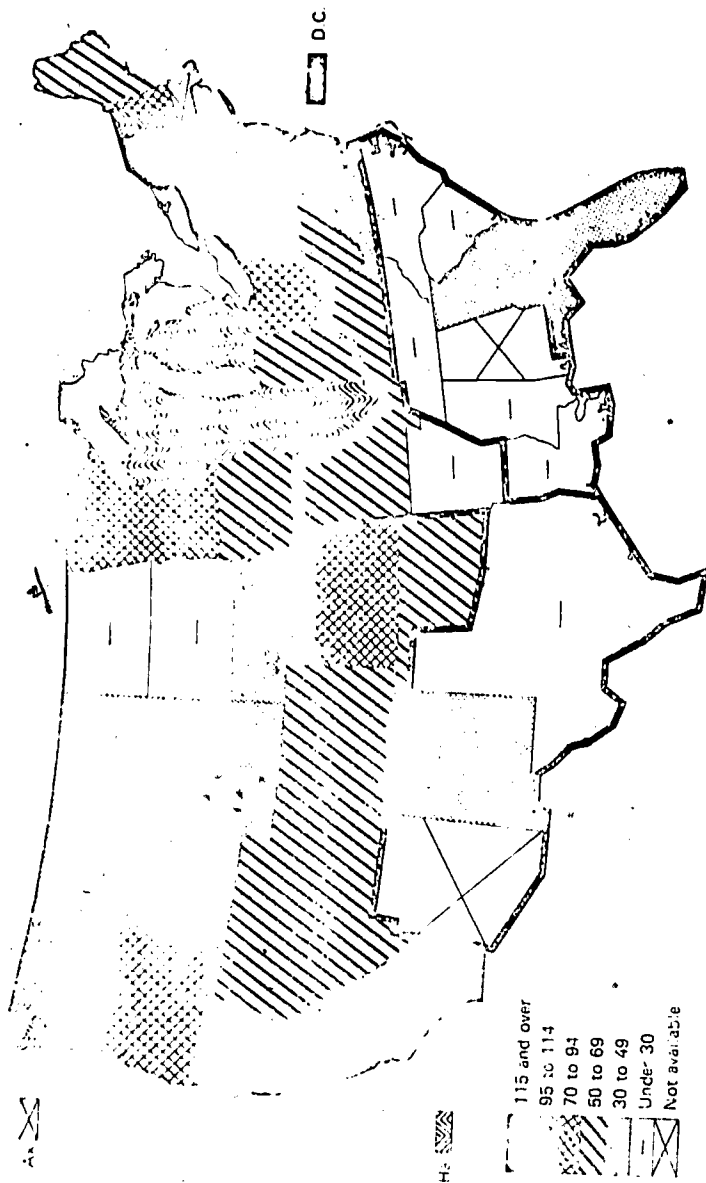 D.C.
115 and over
95 to 114
70 to 94
50 to 69
30 to 49
Under 30
Not available